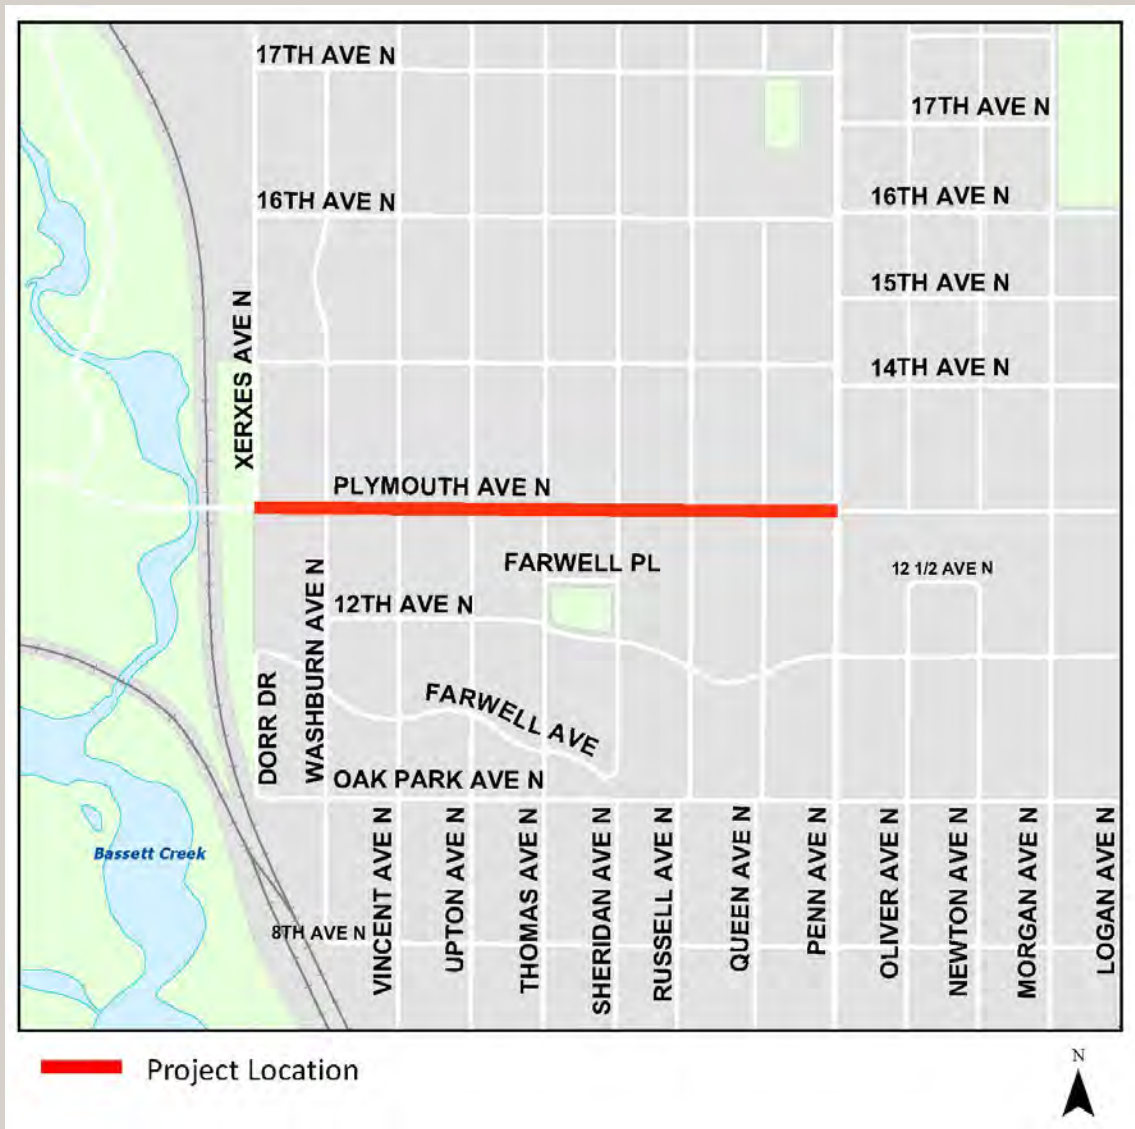 17TH AVE N
17TH AVE N
16TH AVE N
16TH AVE N
15TH AVE N
XERXES AVE N
14TH AVE N
PLYMOUTH AVE N
FARWELL PL
12 1/2 AVE N
12TH AVE N
WASHBURN AVE N
DORR DR
FARWELL AVE
OAK PARK AVE N
Bassett Creek
8TH AVE N
VINCENT AVE N
UPTON AVE N
THOMAS AVE N
SHERIDAN AVE N
RUSSELL AVE N
QUEEN AVE N
PENN AVE N
OLIVER AVE N
NEWTON AVE N
MORGAN AVE N
LOGAN AVE N
Project Location
N